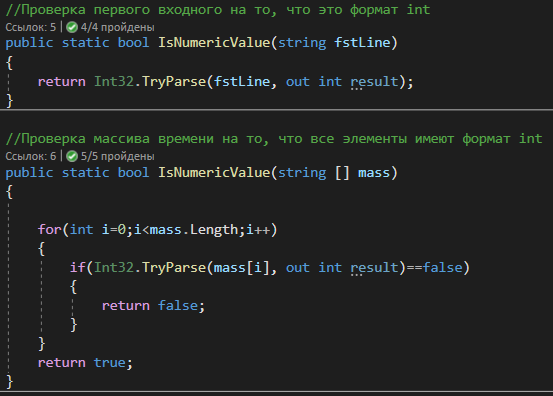 //Проверка первого входного на то, что это формат int
Ссылок: 5 | 4/4 пройдены
public static bool IsNumericValue(string fstLine)
{
return Int32.TryParse(fstLine, out int result);
}
//Проверка массива времени на то, что все элементы имеют формат int
Ссылок: 6 | 5/5 пройдены
public static bool IsNumericValue(string [] mass)
{
for(int i=0;i<mass.Length;i++)
{
if(Int32.TryParse(mass[i], out int result)==false)
{
return false;
}
}
return true;
}